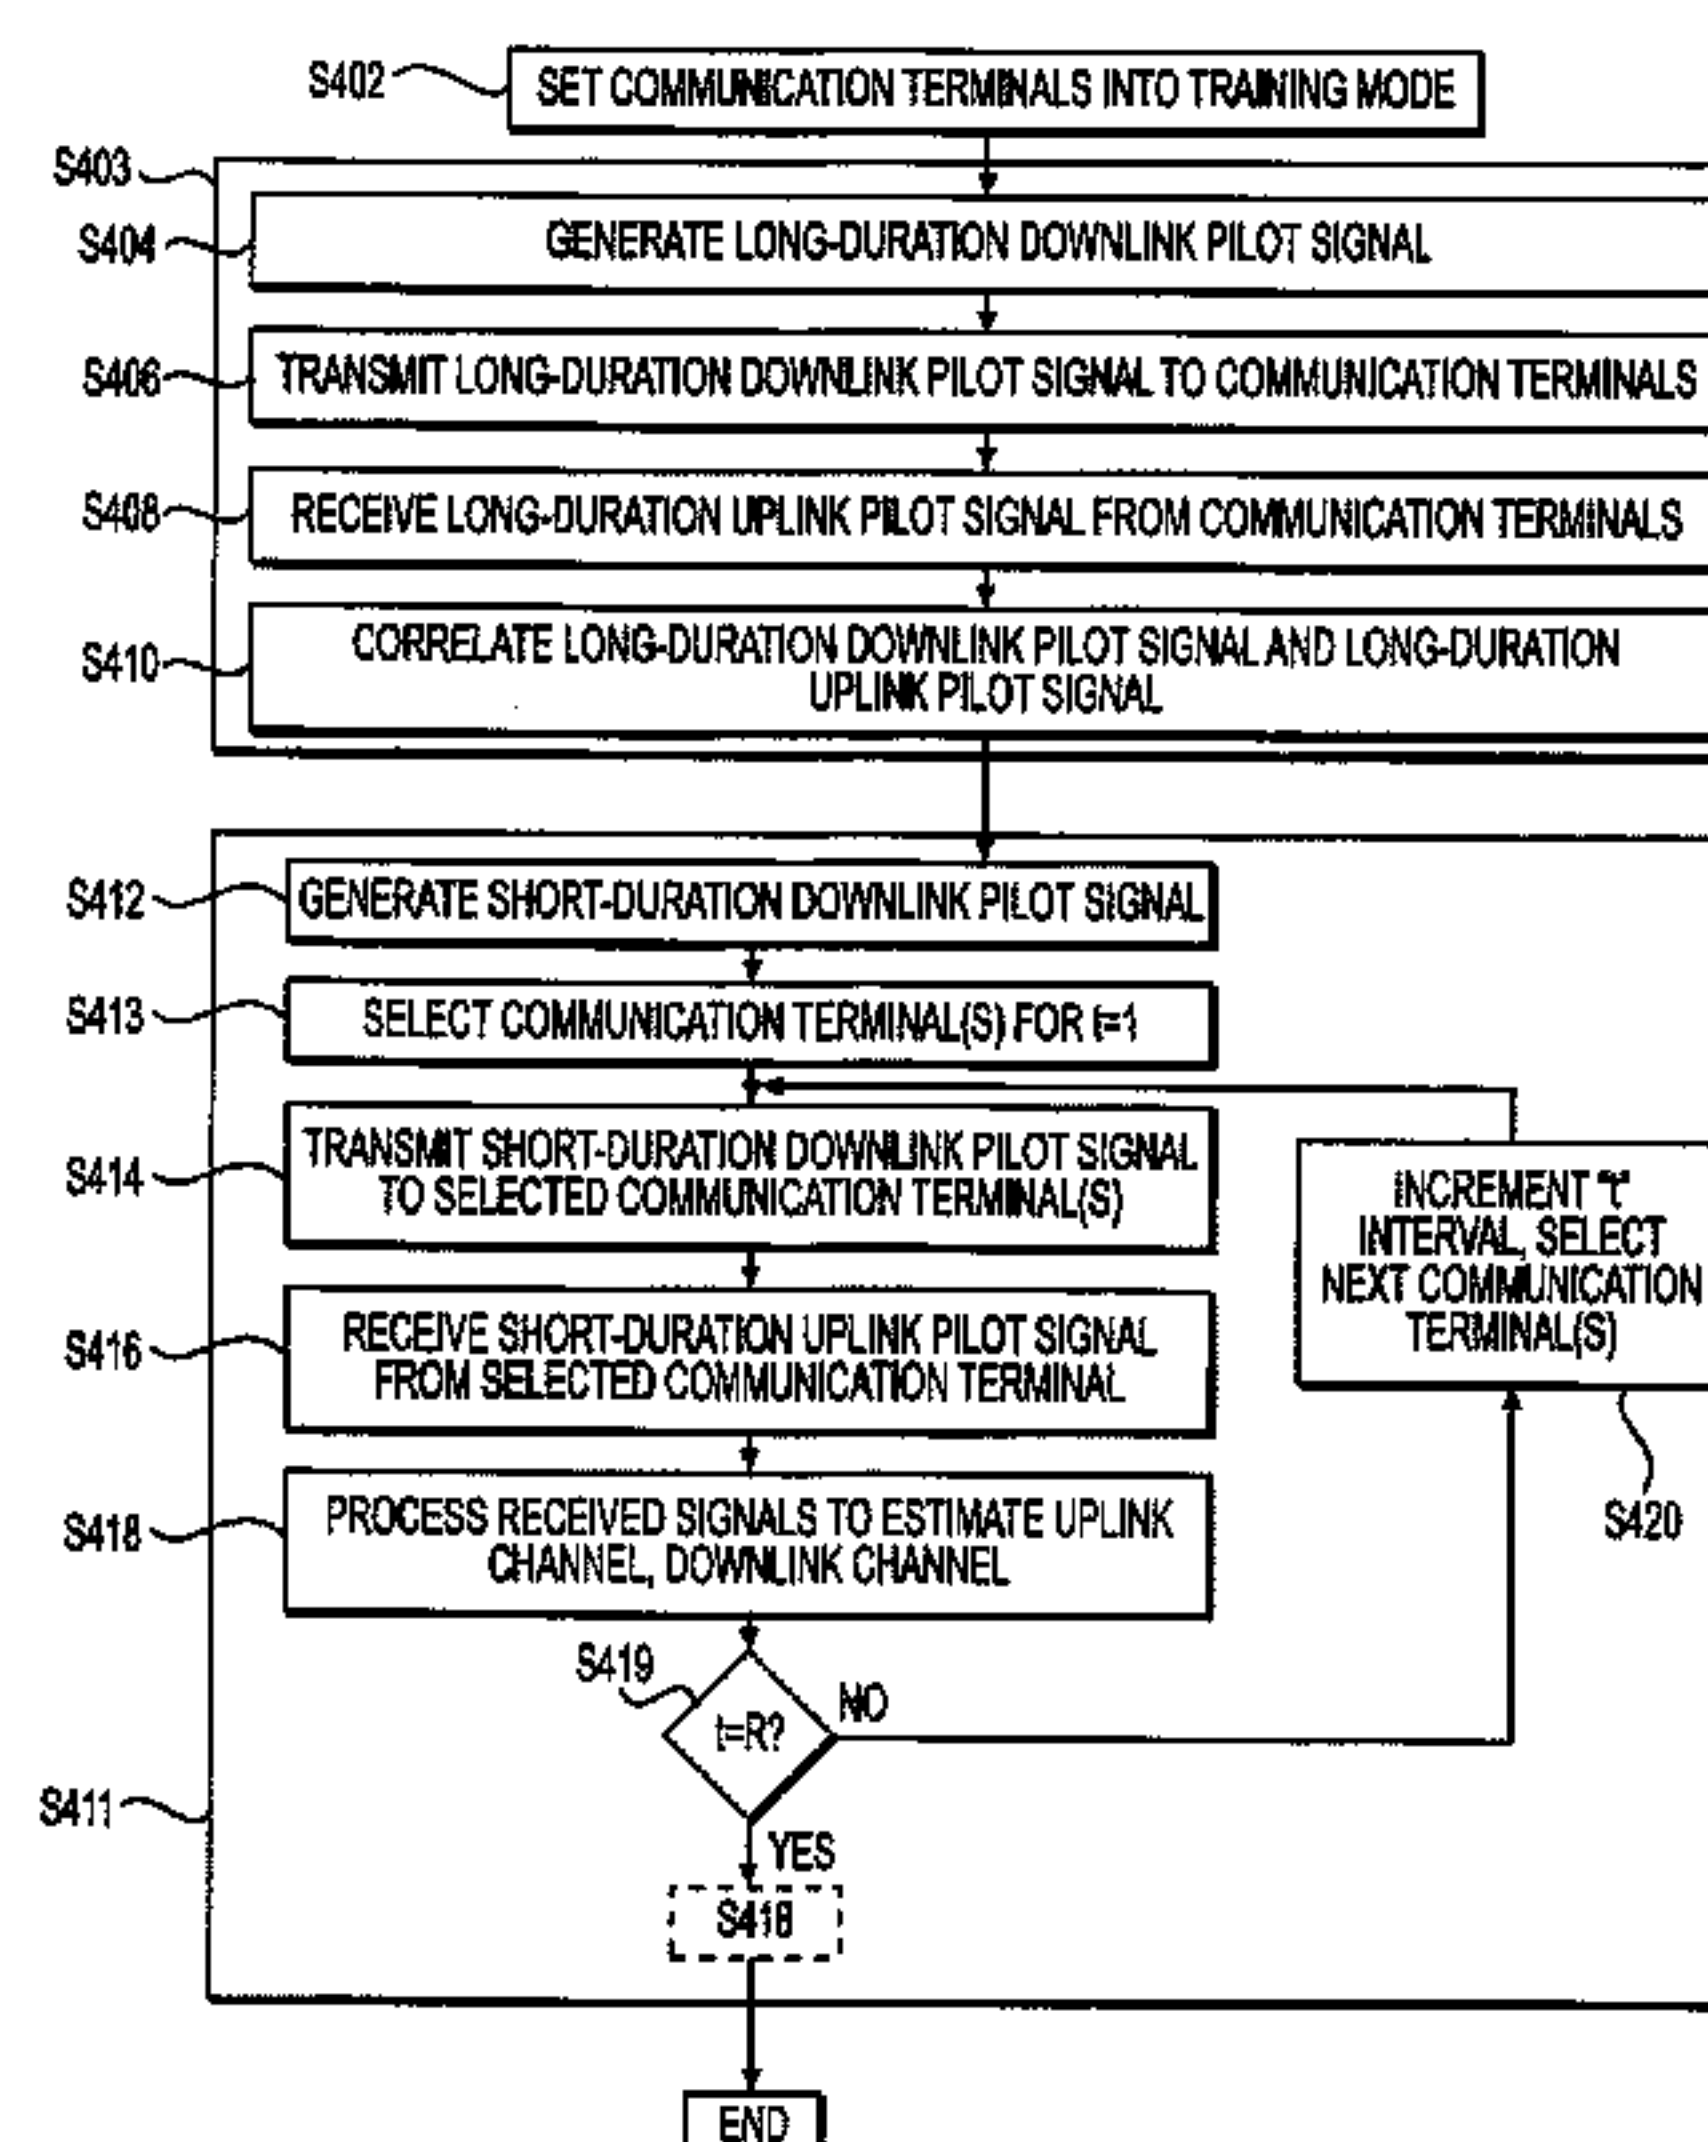 S402
SET COMMUNICATION TERMINALS INTO TRAINING MODE
S403
S404
GENERATE LONG-DURATION DOWNLINK PILOT SIGNAL
S406
TRANSMIT LONG-DURATION DOWNLINK PILOT SIGNAL TO COMMUNICATION TERMINALS
S408
RECEIVE LONG-DURATION UPLINK PILOT SIGNAL FROM COMMUNICATION TERMINALS
S410
CORRELATE LONG-DURATION DOWNLINK PILOT SIGNAL AND LONG-DURATION
UPLINK PILOT SIGNAL
S412
GENERATE SHORT-DURATION DOWNLINK PILOT SIGNAL
S413
SELECT COMMUNICATION TERMINAL(S) FOR t=1
S414
TRANSMIT SHORT-DURATION DOWNLINK PILOT SIGNAL
TO SELECTED COMMUNICATION TERMINAL(S)
INCREMENT "t"
INTERVAL, SELECT
NEXT COMMUNICATION
TERMINAL(S)
S416
RECEIVE SHORT-DURATION UPLINK PILOT SIGNAL
FROM SELECTED COMMUNICATION TERMINAL
S418
PROCESS RECEIVED SIGNALS TO ESTIMATE UPLINK
CHANNEL, DOWNLINK CHANNEL
S420
S419
t=R?
NO
S411
YES
S418
END